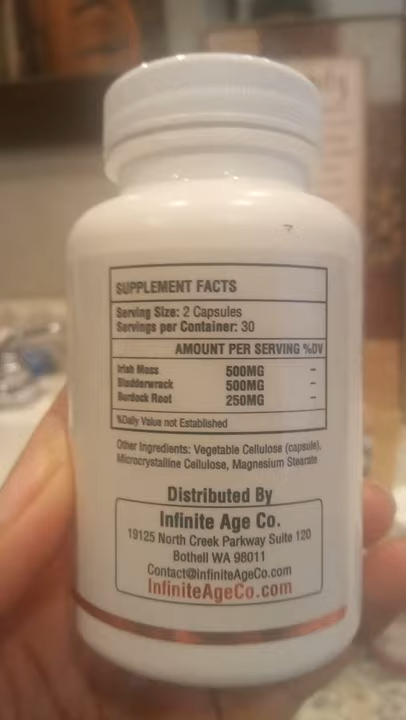 SUPPLEMENT FACTS
Serving Size: 2 Capsules
Servings per Container: 30
AMOUNT PER SERVING %DV
Irish Moss 500MG –
Bladderwrack 500MG –
Burdock Root 250MG –
%Daily Value not Established
Other Ingredients: Vegetable Cellulose (capsule),
Microcrystalline Cellulose, Magnesium Stearate
Distributed By
Infinite Age Co.
19125 North Creek Parkway Suite 120
Bothell WA 98011
Contact@infiniteAgeCo.com
InfiniteAgeCo.com